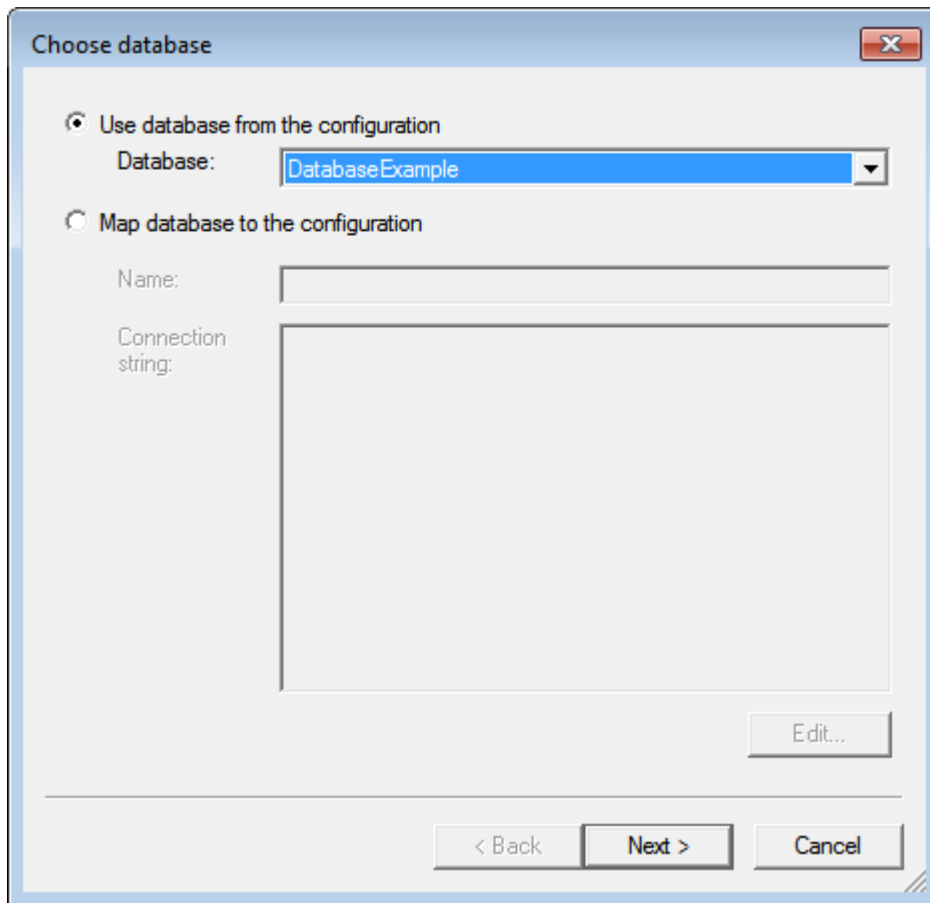 Choose database
Use database from the configuration
Database: DatabaseExample
Map database to the configuration
Name:
Connection
string:
Edit...
< Back Next > Cancel